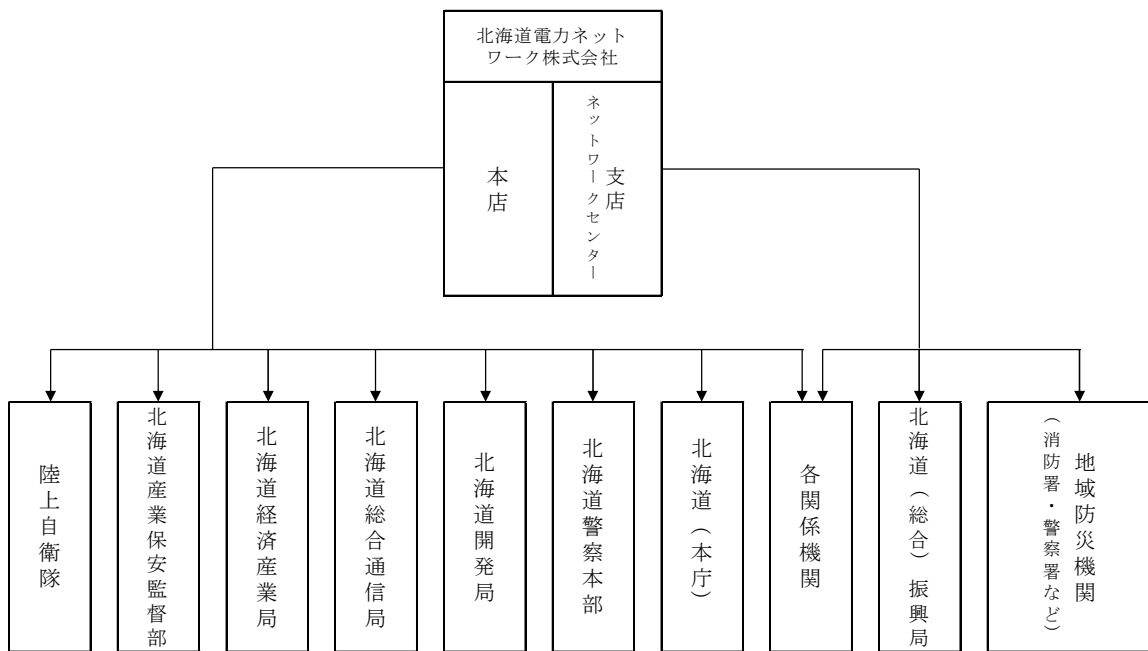 北海道電力ネット
ワーク株式会社
本店
支店
ネットワークセンター
陸上自衛隊
北海道産業保安監督部
北海道経済産業局
北海道総合通信局
北海道開発局
北海道警察本部
北海道（本庁）
各関係機関
北海道（総合）振興局
地域防災機関
（消防署・警察署など）